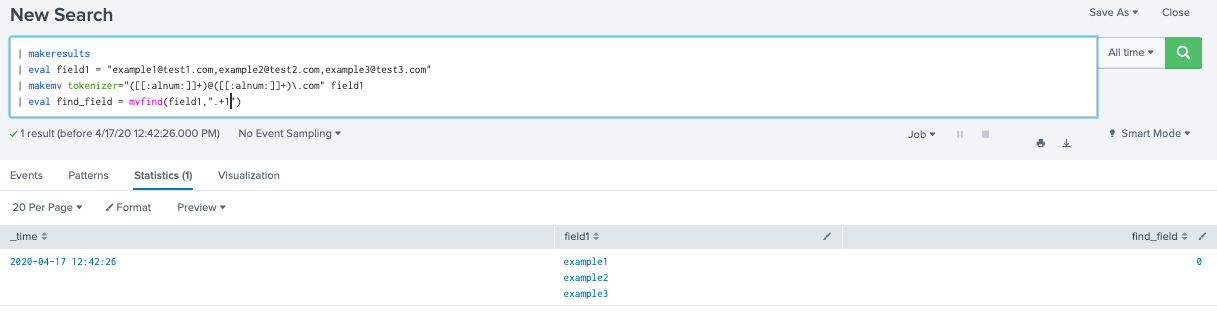 New Search
Save As Close
| makeresults
| eval field1 = "example1@test1.com,example2@test2.com,example3@test3.com"
| makemv tokenizer="([[:alnum:]]+)@([[:alnum:]]+)\.com" field1
| eval find_field = mvfind(field1,".+1")
All time
1 result (before 4/17/20 12:42:26.000 PM) No Event Sampling Job Smart Mode
Events Patterns Statistics (1) Visualization
20 Per Page Format Preview
_time field1 find_field
2020-04-17 12:42:26 example1 0
example2
example3